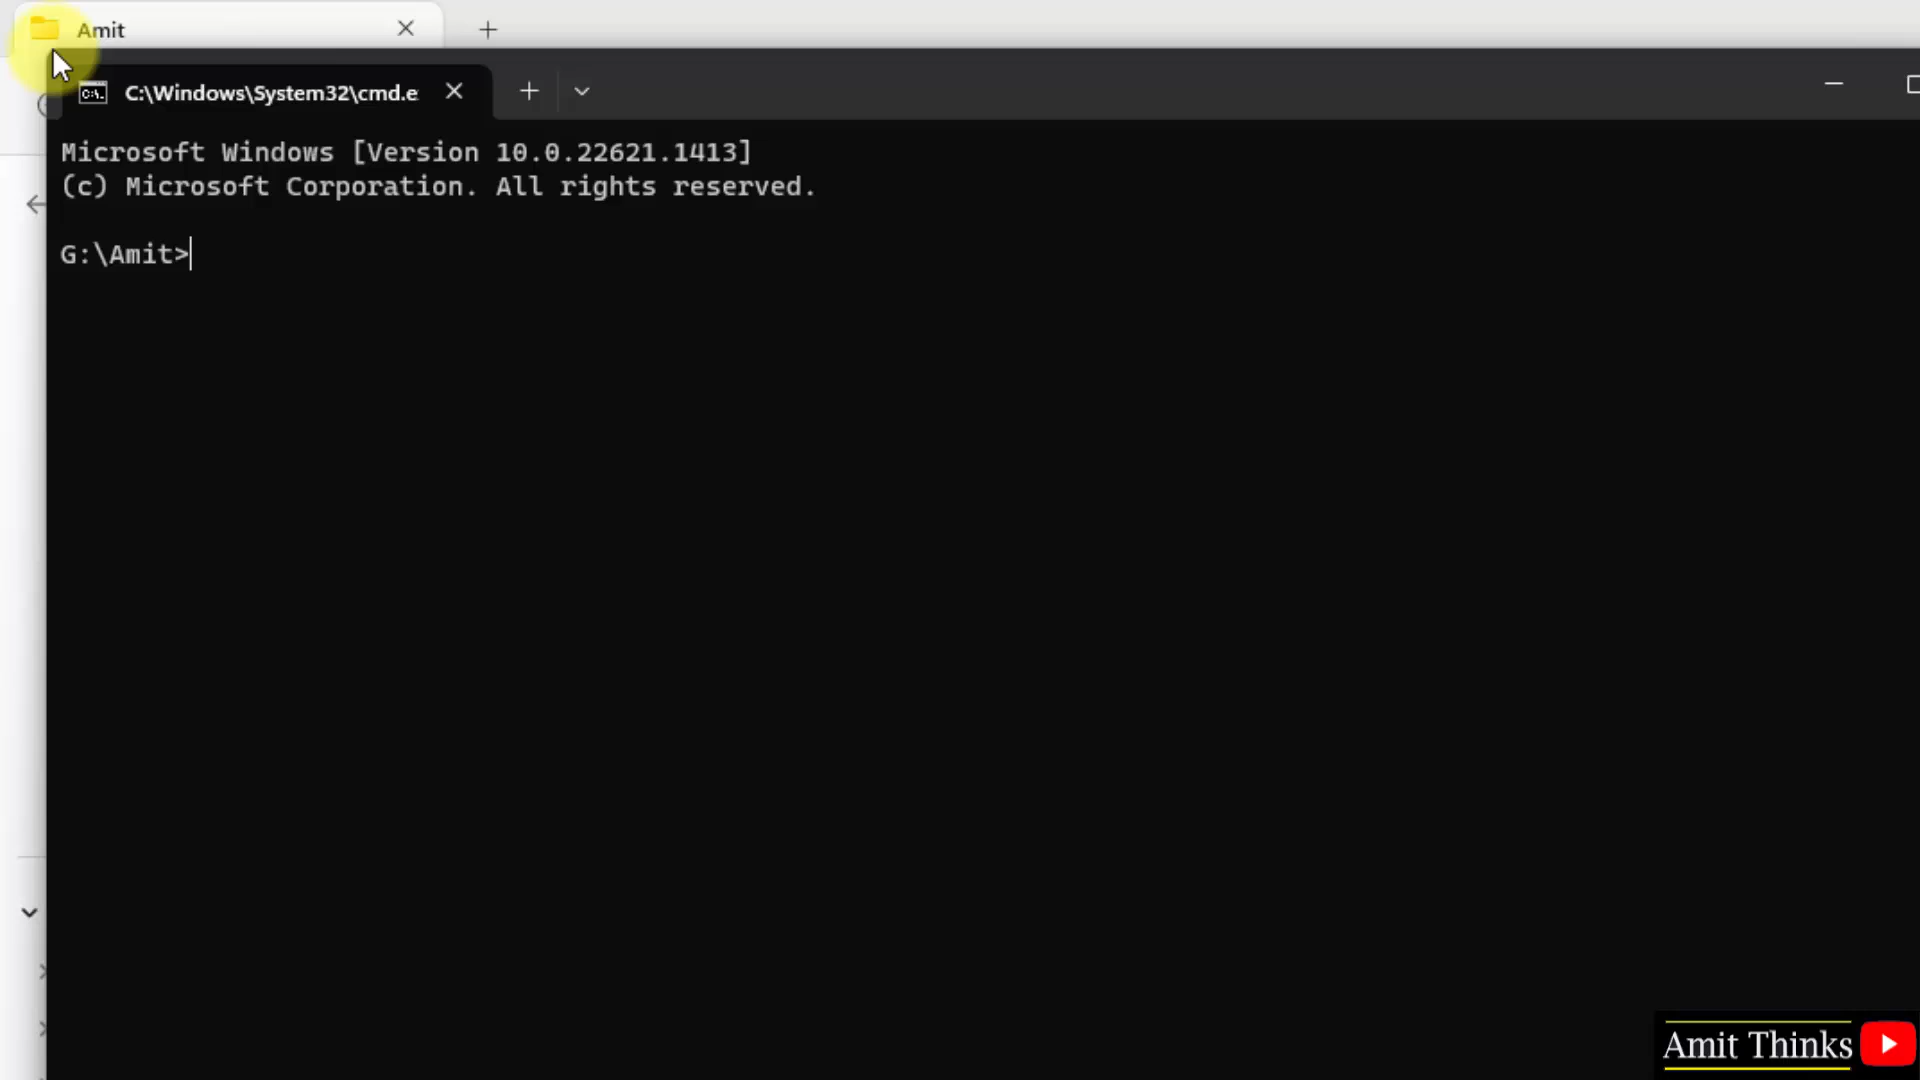 Amit
C:\Windows\System32\cmd.e
Microsoft Windows [Version 10.0.22621.1413]
(c) Microsoft Corporation. All rights reserved.
G:\Amit>
Amit Thinks